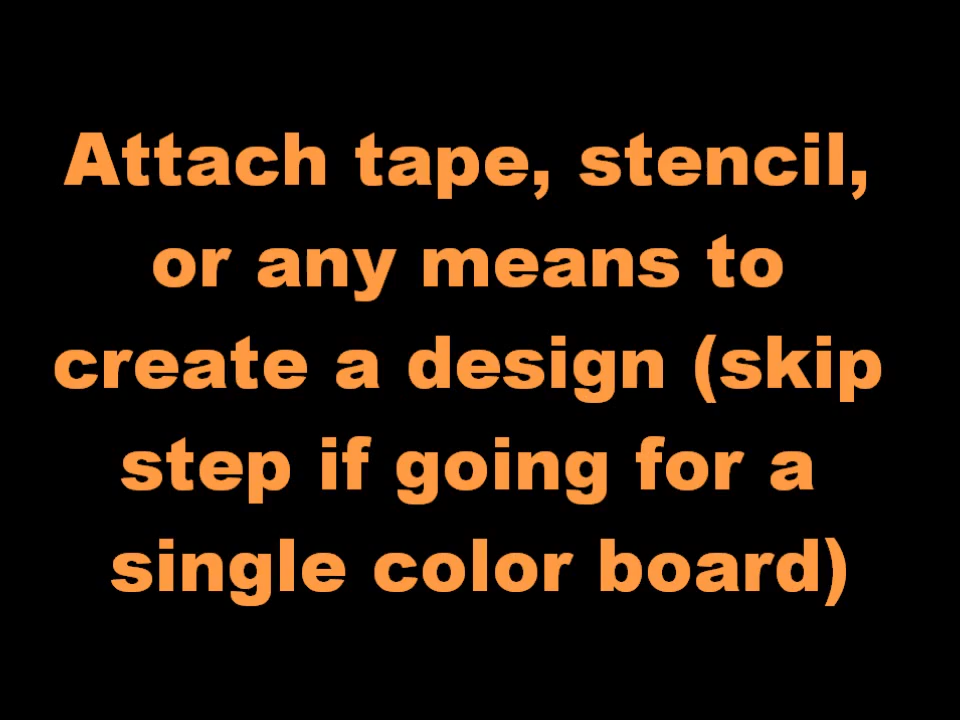 Attach tape, stencil,
or any means to
create a design (skip
step if going for a
single color board)